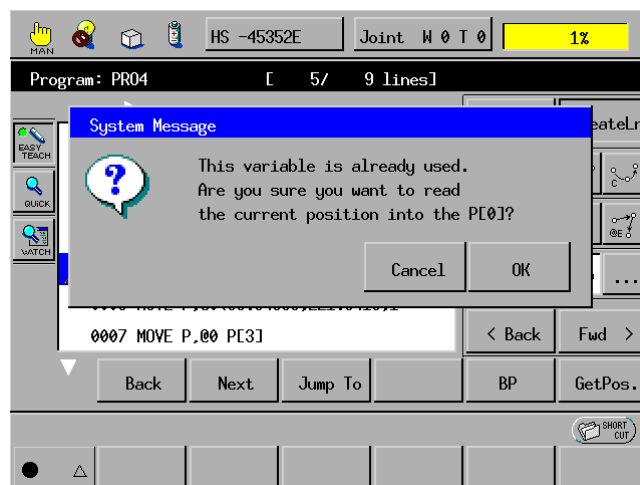 MAN
HS -45352E
Joint W 0 T 0
1%
Program: PRO4 [ 5/ 9 lines]
System Message
eateLr
EASY
TEACH
This variable is already used.
Are you sure you want to read
the current position into the P[0]?
QUICK
C
WATCH
@E
Cancel
OK
...
0007 MOVE P,@0 P[3]
< Back
Fwd >
Back
Next
Jump To
BP
GetPos.
SHORT
CUT